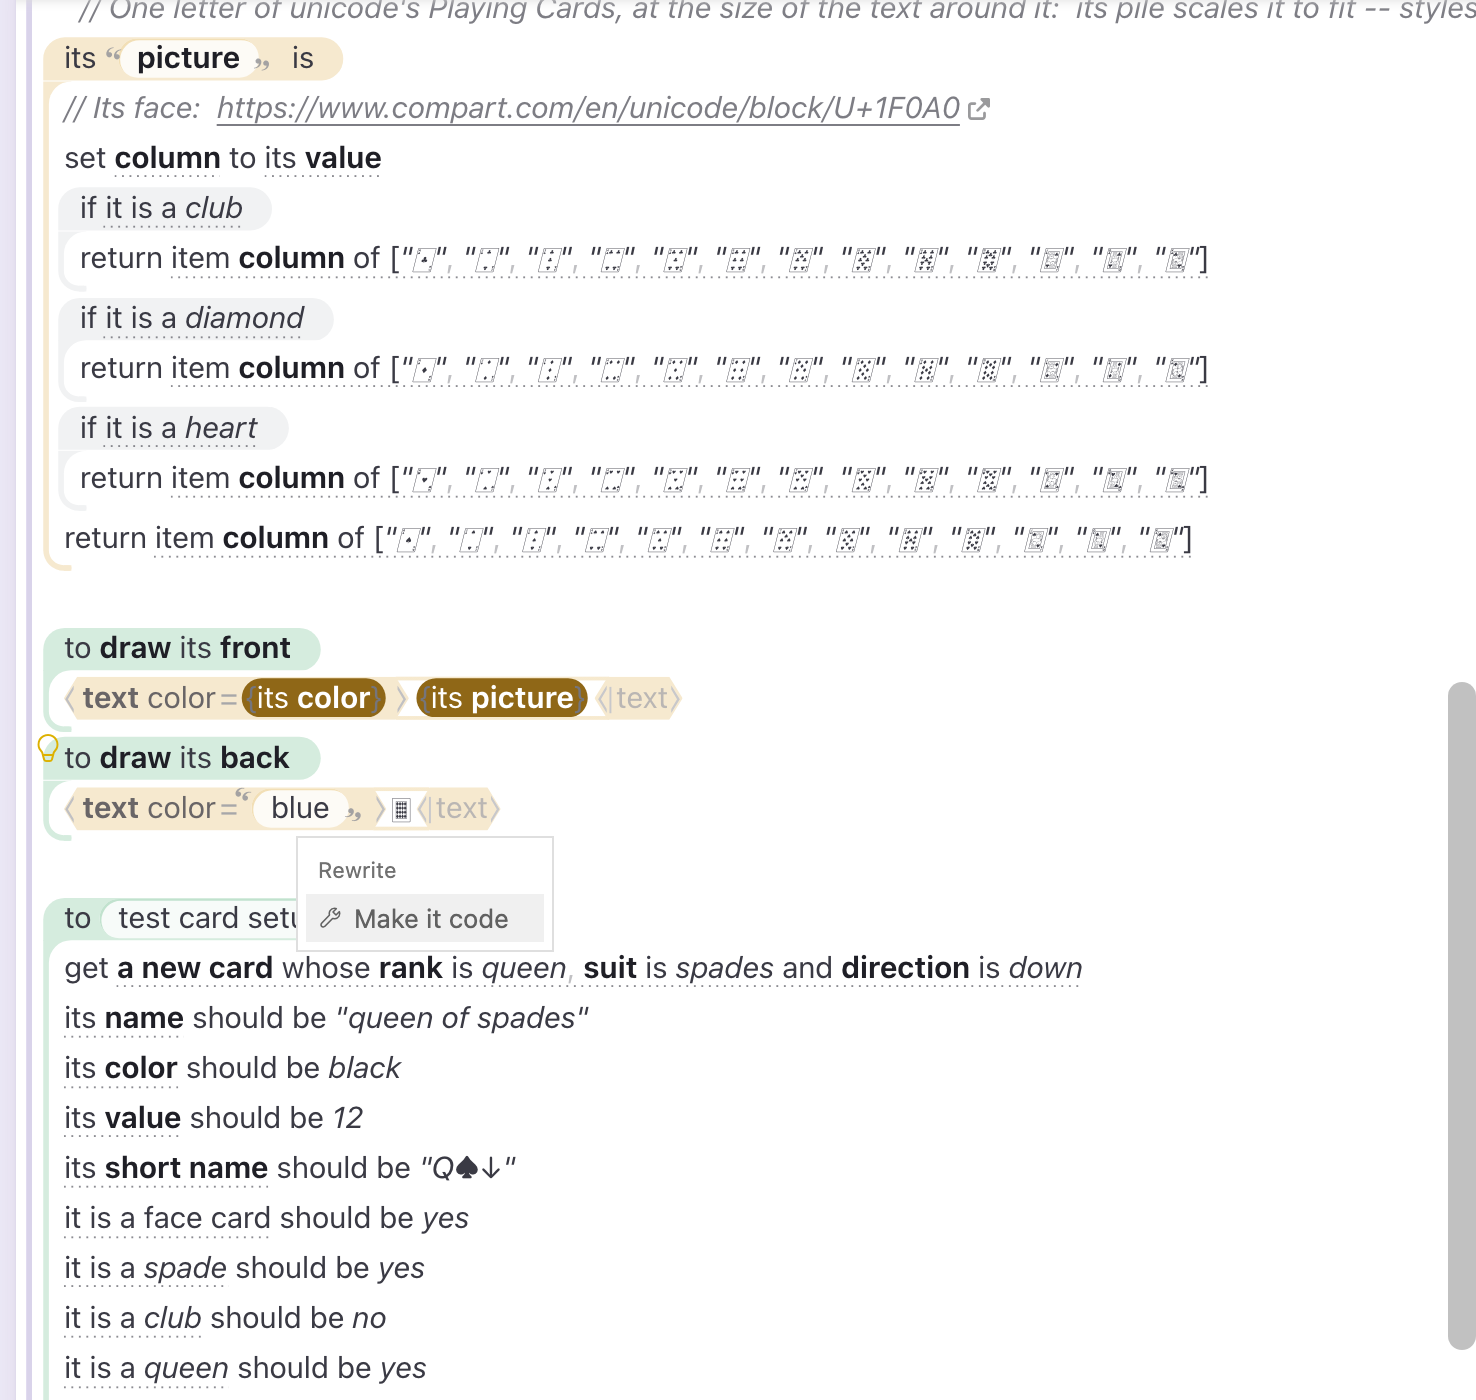 // One letter of unicode's Playing Cards, at the size of the text around it: its pile scales it to fit -- styles
its “ picture „ is
// Its face: https://www.compart.com/en/unicode/block/U+1F0A0
set column to its value
if it is a club
return item column of ["🃑", "🃒", "🃓", "🃔", "🃕", "🃖", "🃗", "🃘", "🃙", "🃚", "🃛", "🃝", "🃞"]
if it is a diamond
return item column of ["🃁", "🃂", "🃃", "🃄", "🃅", "🃆", "🃇", "🃈", "🃉", "🃊", "🃋", "🃍", "🃎"]
if it is a heart
return item column of ["🂱", "🂲", "🂳", "🂴", "🂵", "🂶", "🂷", "🂸", "🂹", "🂺", "🂻", "🂽", "🂾"]
return item column of ["🂡", "🂢", "🂣", "🂤", "🂥", "🂦", "🂧", "🂨", "🂩", "🂪", "🂫", "🂭", "🂮"]
to draw its front
〈text color={its color}〉{its picture}〈|text〉
to draw its back
〈text color=“ blue „〉🂠〈|text〉
Rewrite
Make it code
to test card setu
get a new card whose rank is queen, suit is spades and direction is down
its name should be "queen of spades"
its color should be black
its value should be 12
its short name should be "Q♠↓"
it is a face card should be yes
it is a spade should be yes
it is a club should be no
it is a queen should be yes